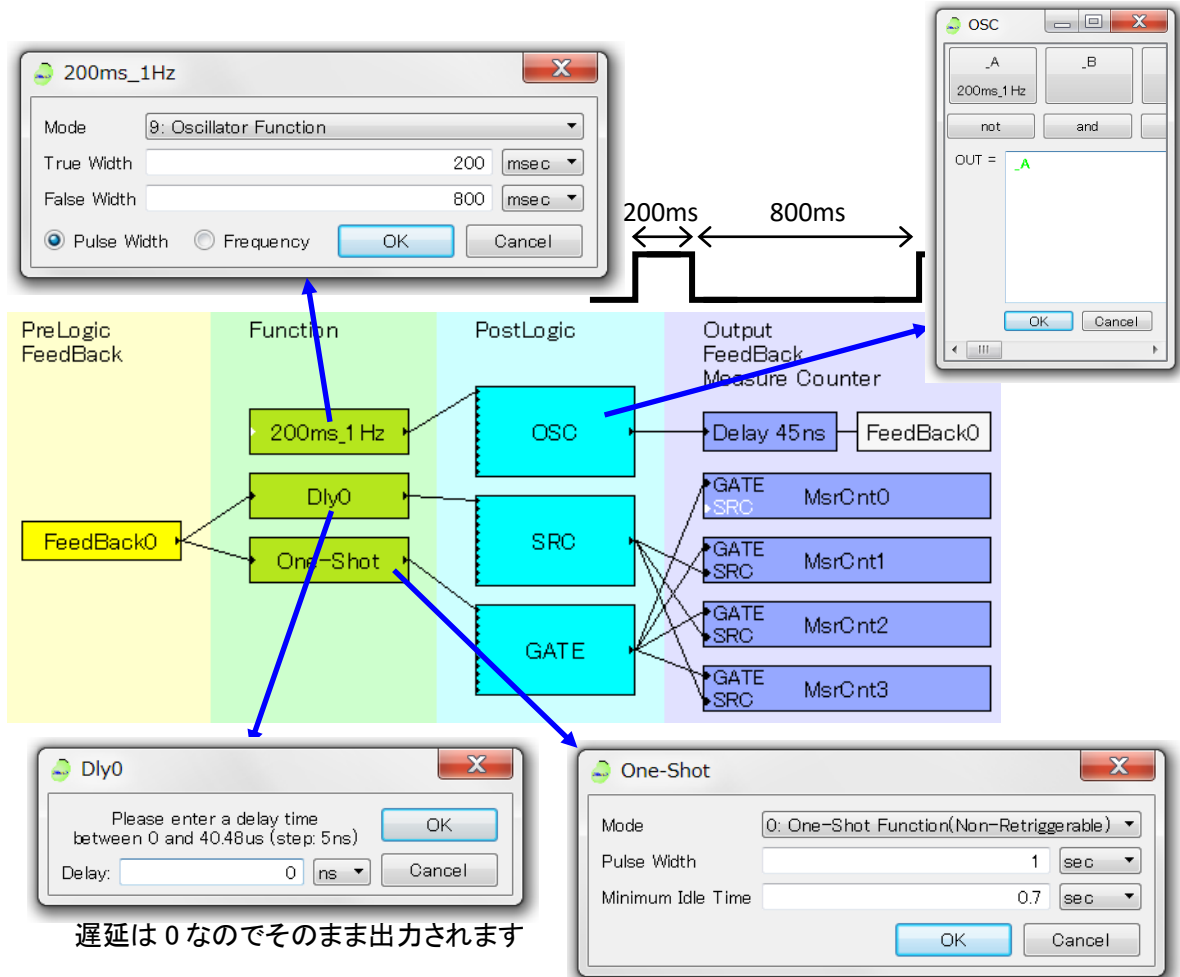 200ms_1Hz
Mode 9: Oscillator Function
True Width 200 msec
False Width 800 msec
Pulse Width Frequency OK Cancel
200ms 800ms
OSC
_A _B
200ms_1Hz
not and
OUT = _A
OK Cancel
PreLogic
FeedBack
Function
PostLogic
Output
FeedBack
Measure Counter
200ms_1Hz
OSC
Delay 45ns
FeedBack0
Dly0
GATE
SRC
MsrCnt0
FeedBack0
One-Shot
SRC
GATE
SRC
MsrCnt1
GATE
GATE
SRC
MsrCnt2
GATE
SRC
MsrCnt3
Dly0
Please enter a delay time
between 0 and 40.48us (step: 5ns)
OK
Delay: 0 ns Cancel
遅延は 0 なのでそのまま出力されます
One-Shot
Mode 0: One-Shot Function(Non-Retriggerable)
Pulse Width 1 sec
Minimum Idle Time 0.7 sec
OK Cancel